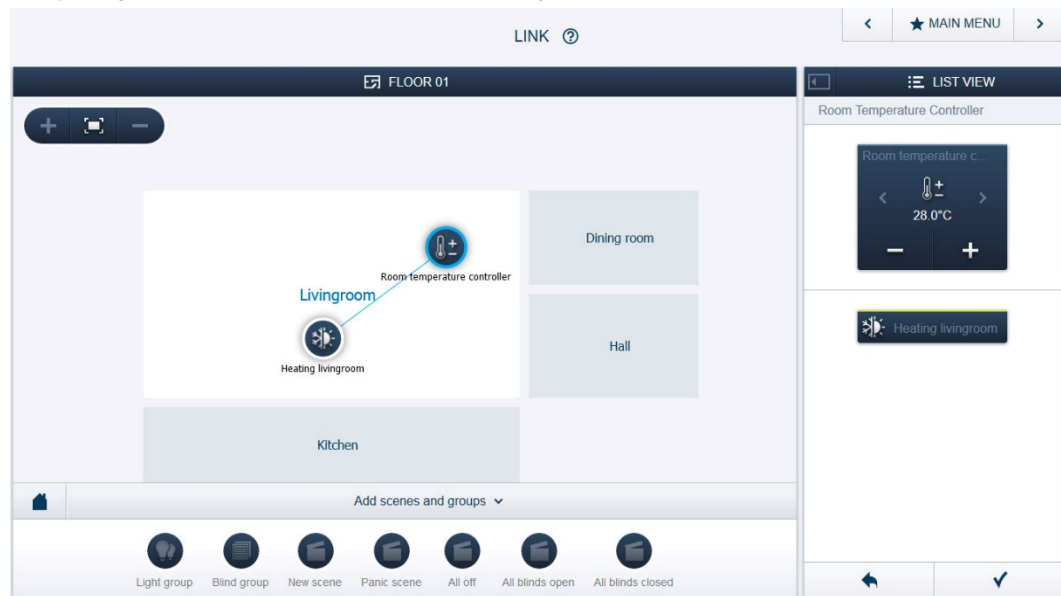 LINK ?
MAIN MENU
FLOOR 01
LIST VIEW
Room Temperature Controller
Room temperature c...
28.0°C
Dining room
Room temperature controller
Livingroom
Heating livingroom
Hall
Heating livingroom
Kitchen
Add scenes and groups
Light group
Blind group
New scene
Panic scene
All off
All blinds open
All blinds closed